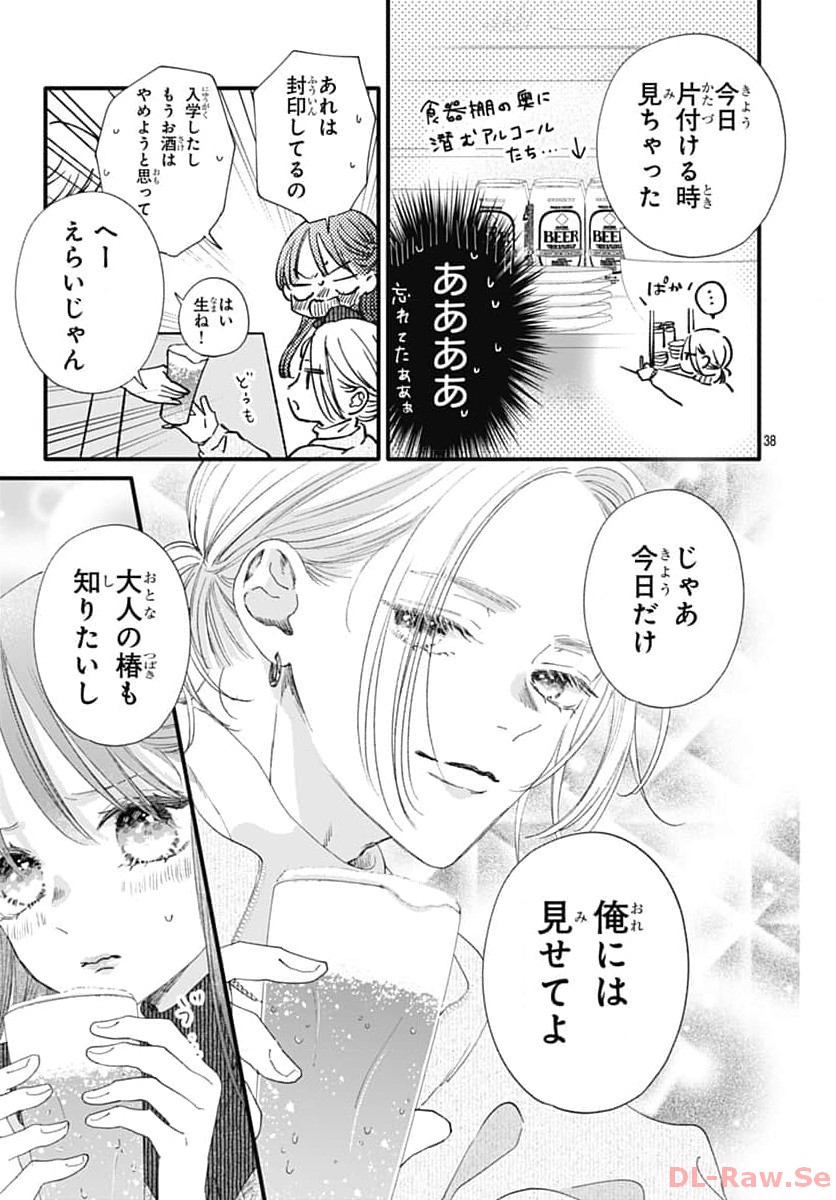 今日
片付ける時
見ちゃった
食器棚の奥に
潜むアルコール
たち…
BEER
BEER
BEER
ぱかっ
…
ああああ
忘れてたああぁ
あれは
封印してるの
入学したし
もうお酒は
やめようと思って
はい
生ね！
どうも
へー
えらいじゃん
38
じゃあ
今日だけ
俺には
見せてよ
大人の椿も
知りたいし
DL-Raw.Se